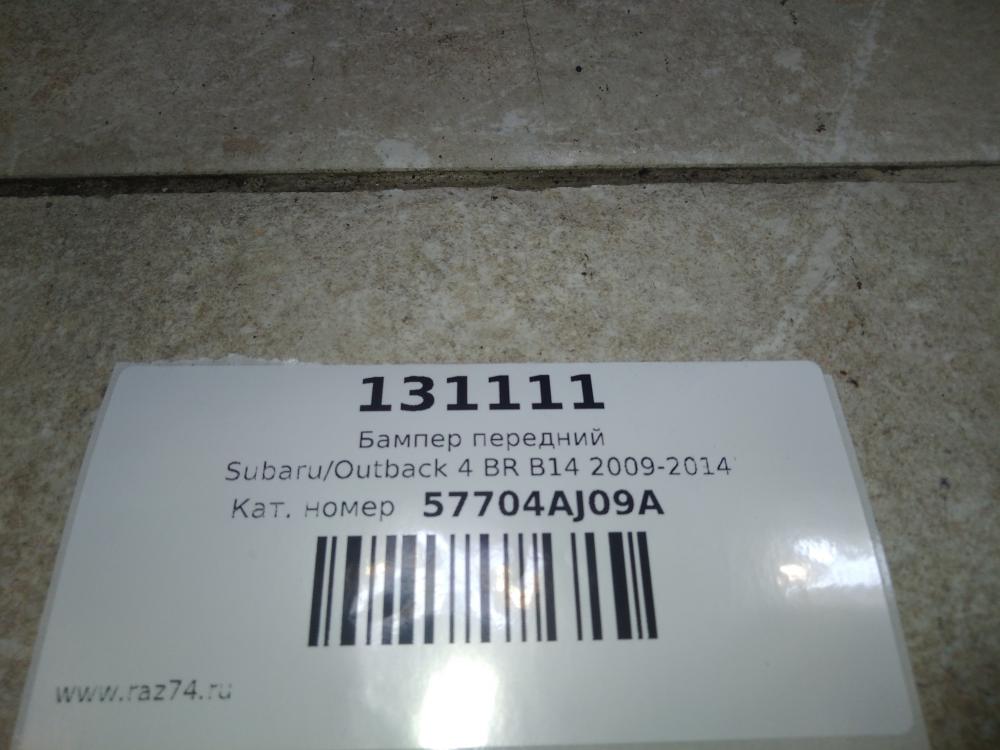 131111
Бампер передний
Subaru/Outback 4 BR B14 2009-2014
Кат. номер 57704AJ09A
www.raz74.ru